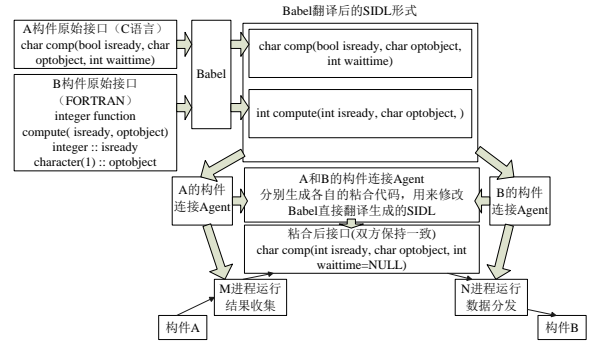 Babel翻译后的SIDL形式
A构件原始接口（C语言）
char comp(bool isready, char
optobject, int waittime)
B构件原始接口
（FORTRAN）
integer function
compute( isready, optobject)
integer :: isready
character(1) :: optobject
Babel
char comp(bool isready, char optobject,
int waittime)
int compute(int isready, char optobject, )
A的构件
连接Agent
A和B的构件连接Agent
分别生成各自的粘合代码，用来修改
Babel直接翻译生成的SIDL
B的构件
连接Agent
粘合后接口(双方保持一致)
char comp(int isready, char optobject, int
waittime=NULL)
M进程运行
结果收集
N进程运行
数据分发
构件A
构件B